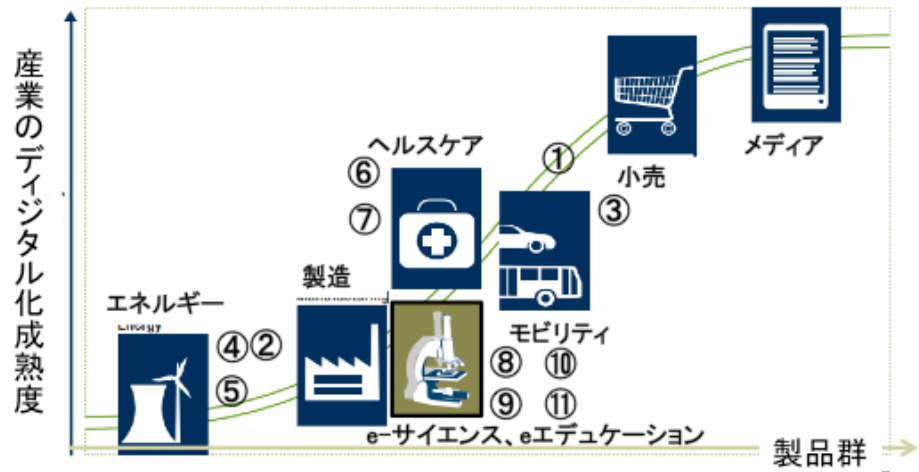 産業のディジタル化成熟度
メディア
小売
ヘルスケア
①
⑥
③
⑦
製造
エネルギー
Energy
モビリティ
④②
⑧ ⑩
⑤
⑨ ⑪
e-サイエンス、eエデュケーション
製品群